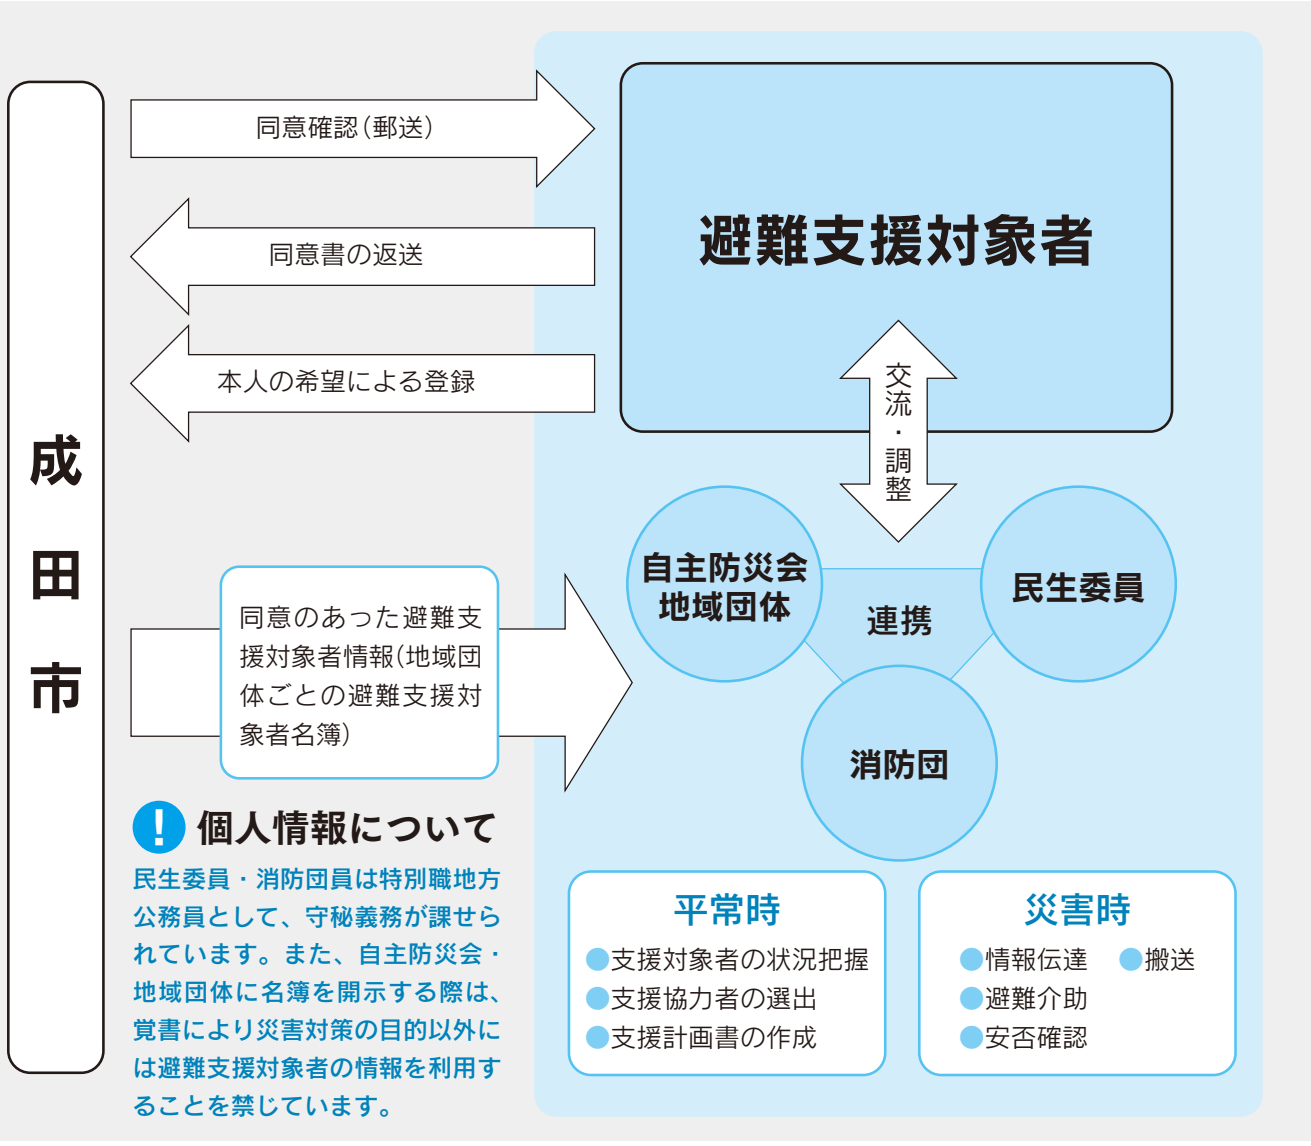 成田市
同意確認(郵送)
同意書の返送
本人の希望による登録
避難支援対象者
交流・調整
自主防災会
地域団体
民生委員
連携
消防団
同意のあった避難支
援対象者情報(地域団
体ごとの避難支援対
象者名簿)
! 個人情報について
民生委員・消防団員は特別職地方
公務員として、守秘義務が課せら
れています。また、自主防災会・
地域団体に名簿を開示する際は、
覚書により災害対策の目的以外に
は避難支援対象者の情報を利用す
ることを禁じています。
平常時
●支援対象者の状況把握
●支援協力者の選出
●支援計画書の作成
災害時
●情報伝達 ●搬送
●避難介助
●安否確認